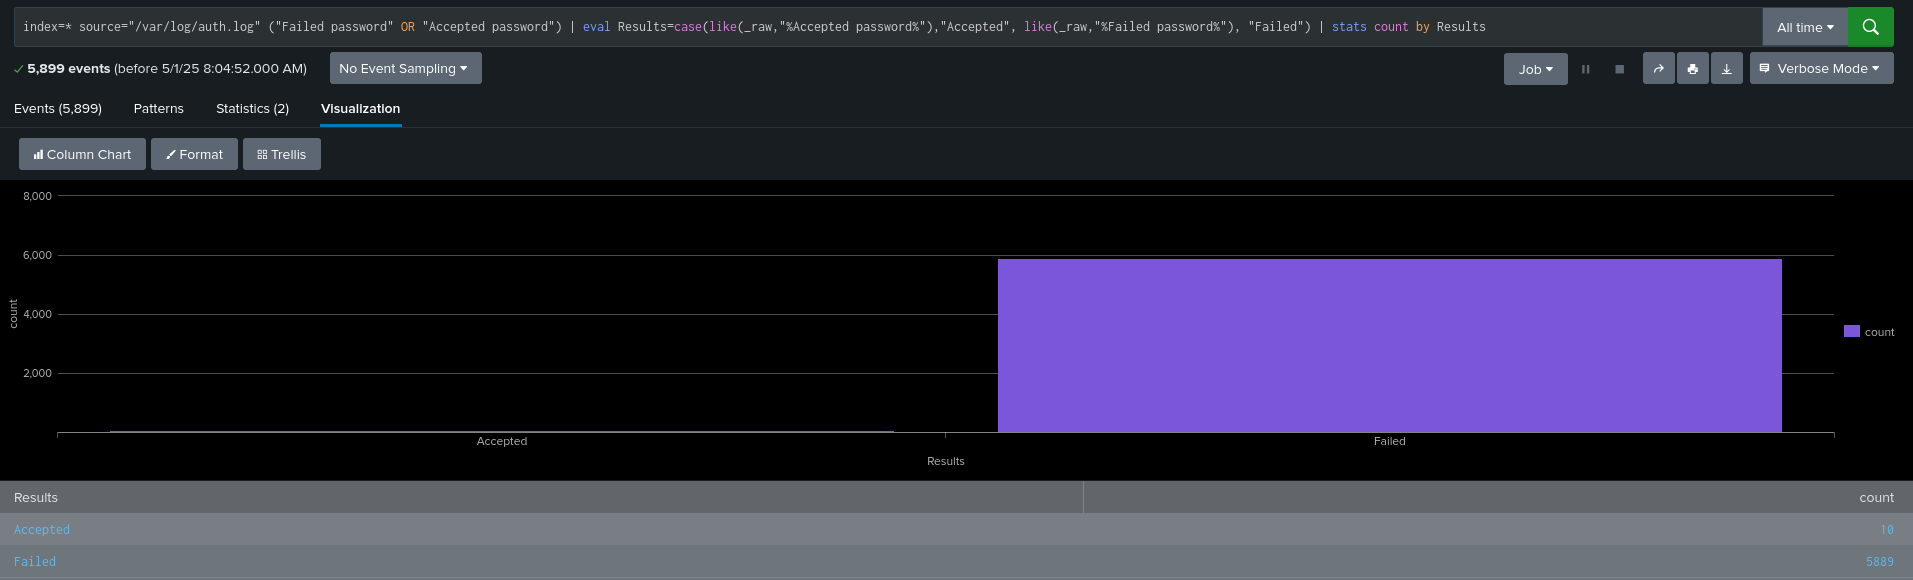 index=* source="/var/log/auth.log" ("Failed password" OR "Accepted password") | eval Results=case(like(_raw,"%Accepted password%"),"Accepted", like(_raw,"%Failed password%"), "Failed") | stats count by Results
All time
5,899 events (before 5/1/25 8:04:52.000 AM)
No Event Sampling
Job
Verbose Mode
Events (5,899)
Patterns
Statistics (2)
Visualization
Column Chart
Format
Trellis
8,000
6,000
4,000
2,000
count
Accepted
Failed
Results
count
Results
count
Accepted
10
Failed
5889